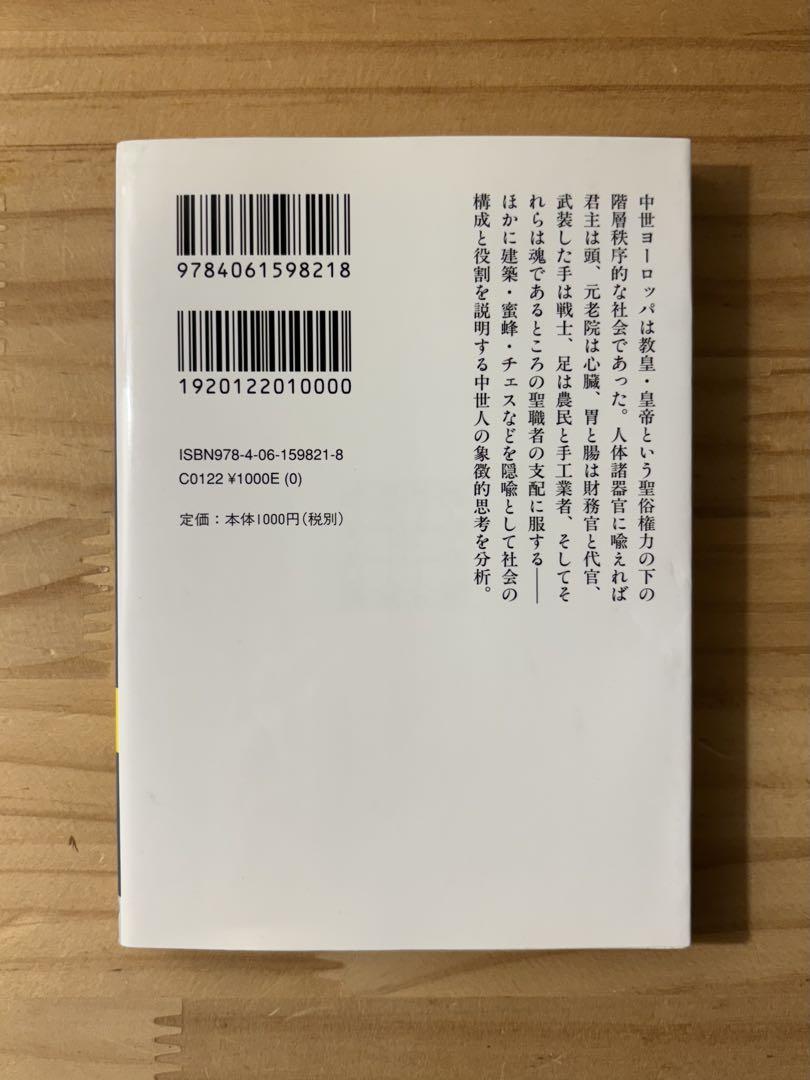 中世ヨーロッパは教皇・皇帝という聖俗権力の下の
階層秩序的な社会であった。人体諸器官に喩えれば
君主は頭、元老院は心臓、胃と腸は財務官と代官、
武装した手は戦士、足は農民と手工業者、そしてそ
れらは魂であるところの聖職者の支配に服する――
ほかに建築・蜜蜂・チェスなどを隠喩として社会の
構成と役割を説明する中世人の象徴的思考を分析。
9784061598218
1920122010000
ISBN978-4-06-159821-8
C0122 ¥1000E (0)
定価：本体1000円(税別)